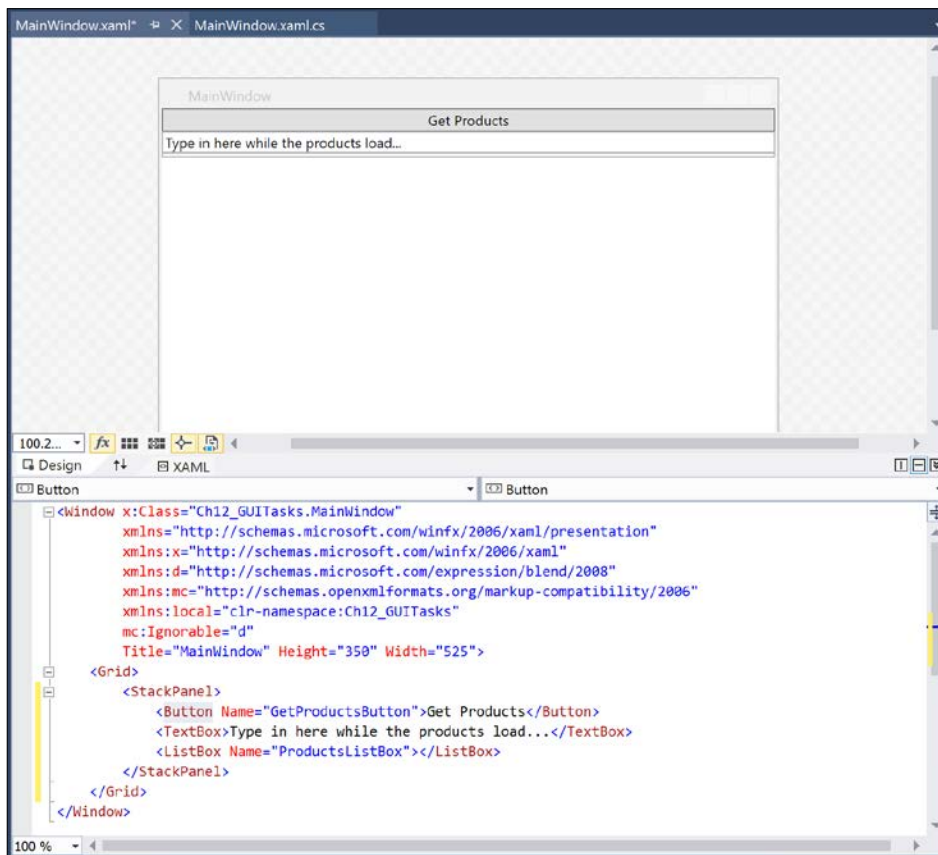 MainWindow.xaml* MainWindow.xaml.cs
MainWindow
Get Products
Type in here while the products load...
100.2... fx
Design XAML
Button Button
<Window x:Class="Ch12_GUITasks.MainWindow"
xmlns="http://schemas.microsoft.com/winfx/2006/xaml/presentation"
xmlns:x="http://schemas.microsoft.com/winfx/2006/xaml"
xmlns:d="http://schemas.microsoft.com/expression/blend/2008"
xmlns:mc="http://schemas.openxmlformats.org/markup-compatibility/2006"
xmlns:local="clr-namespace:Ch12_GUITasks"
mc:Ignorable="d"
Title="MainWindow" Height="350" Width="525">
<Grid>
<StackPanel>
<Button Name="GetProductsButton">Get Products</Button>
<TextBox>Type in here while the products load...</TextBox>
<ListBox Name="ProductsListBox"></ListBox>
</StackPanel>
</Grid>
</Window>
100 %